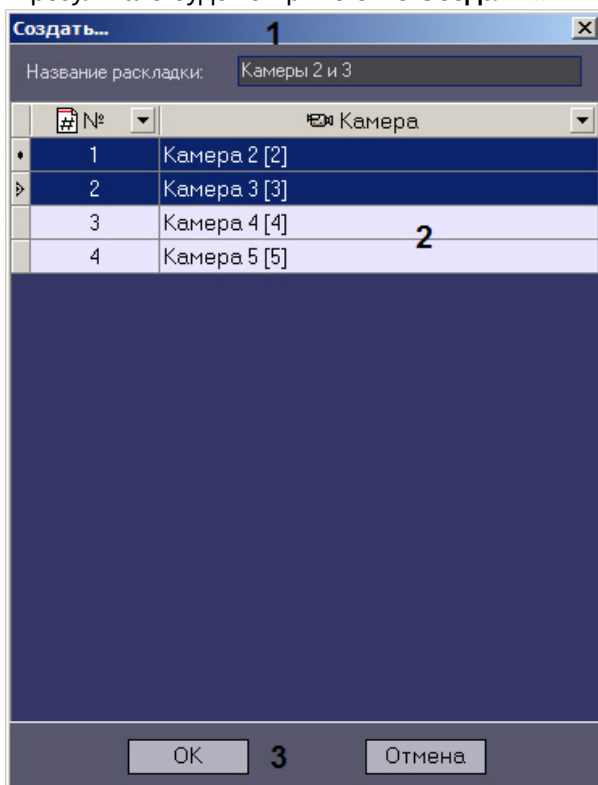 Создать...
1
Название раскладки: Камеры 2 и 3
№ Камера
1 Камера 2 [2]
2 Камера 3 [3]
3 Камера 4 [4]
4 Камера 5 [5]
2
OK 3 Отмена